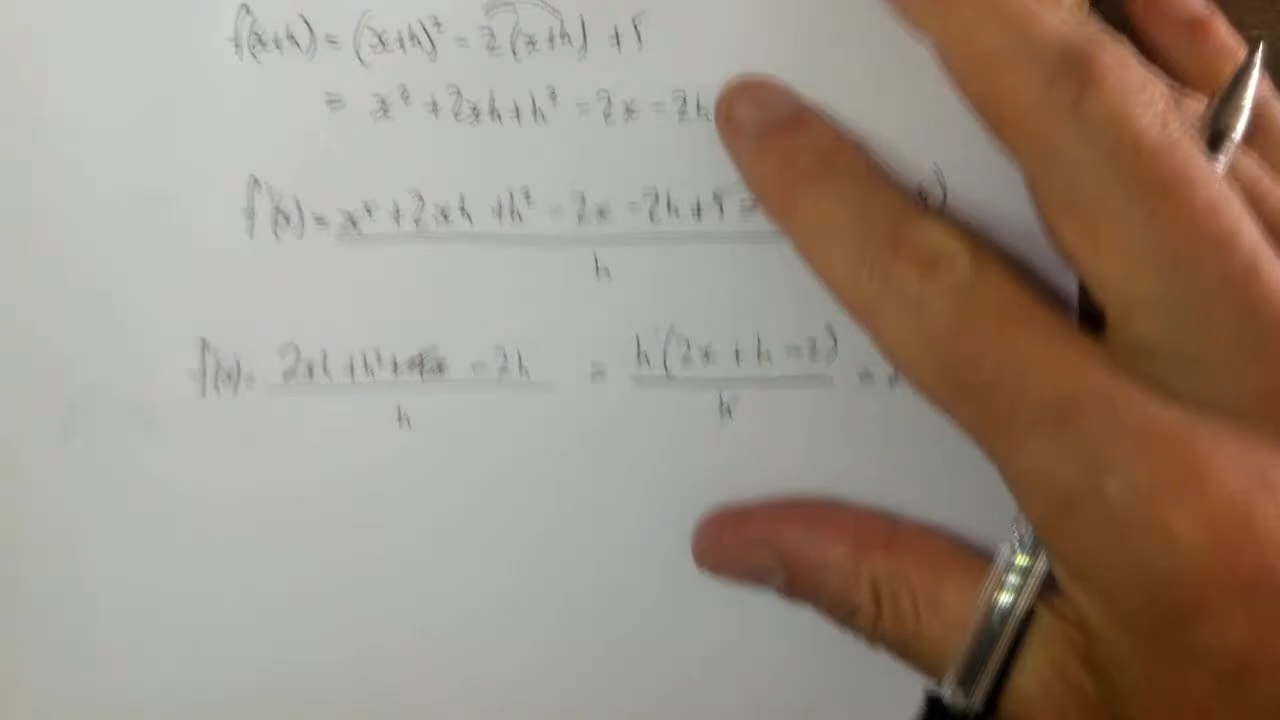 f(x+h) = (x+h)² - 2(x+h) + 5
= x² + 2xh + h² - 2x - 2h
f'(x) = x² + 2xh + h² - 2x - 2h + 5 -
h
f'(x) = 2xh + h² - 2h = h(2x + h - 2) =
h h